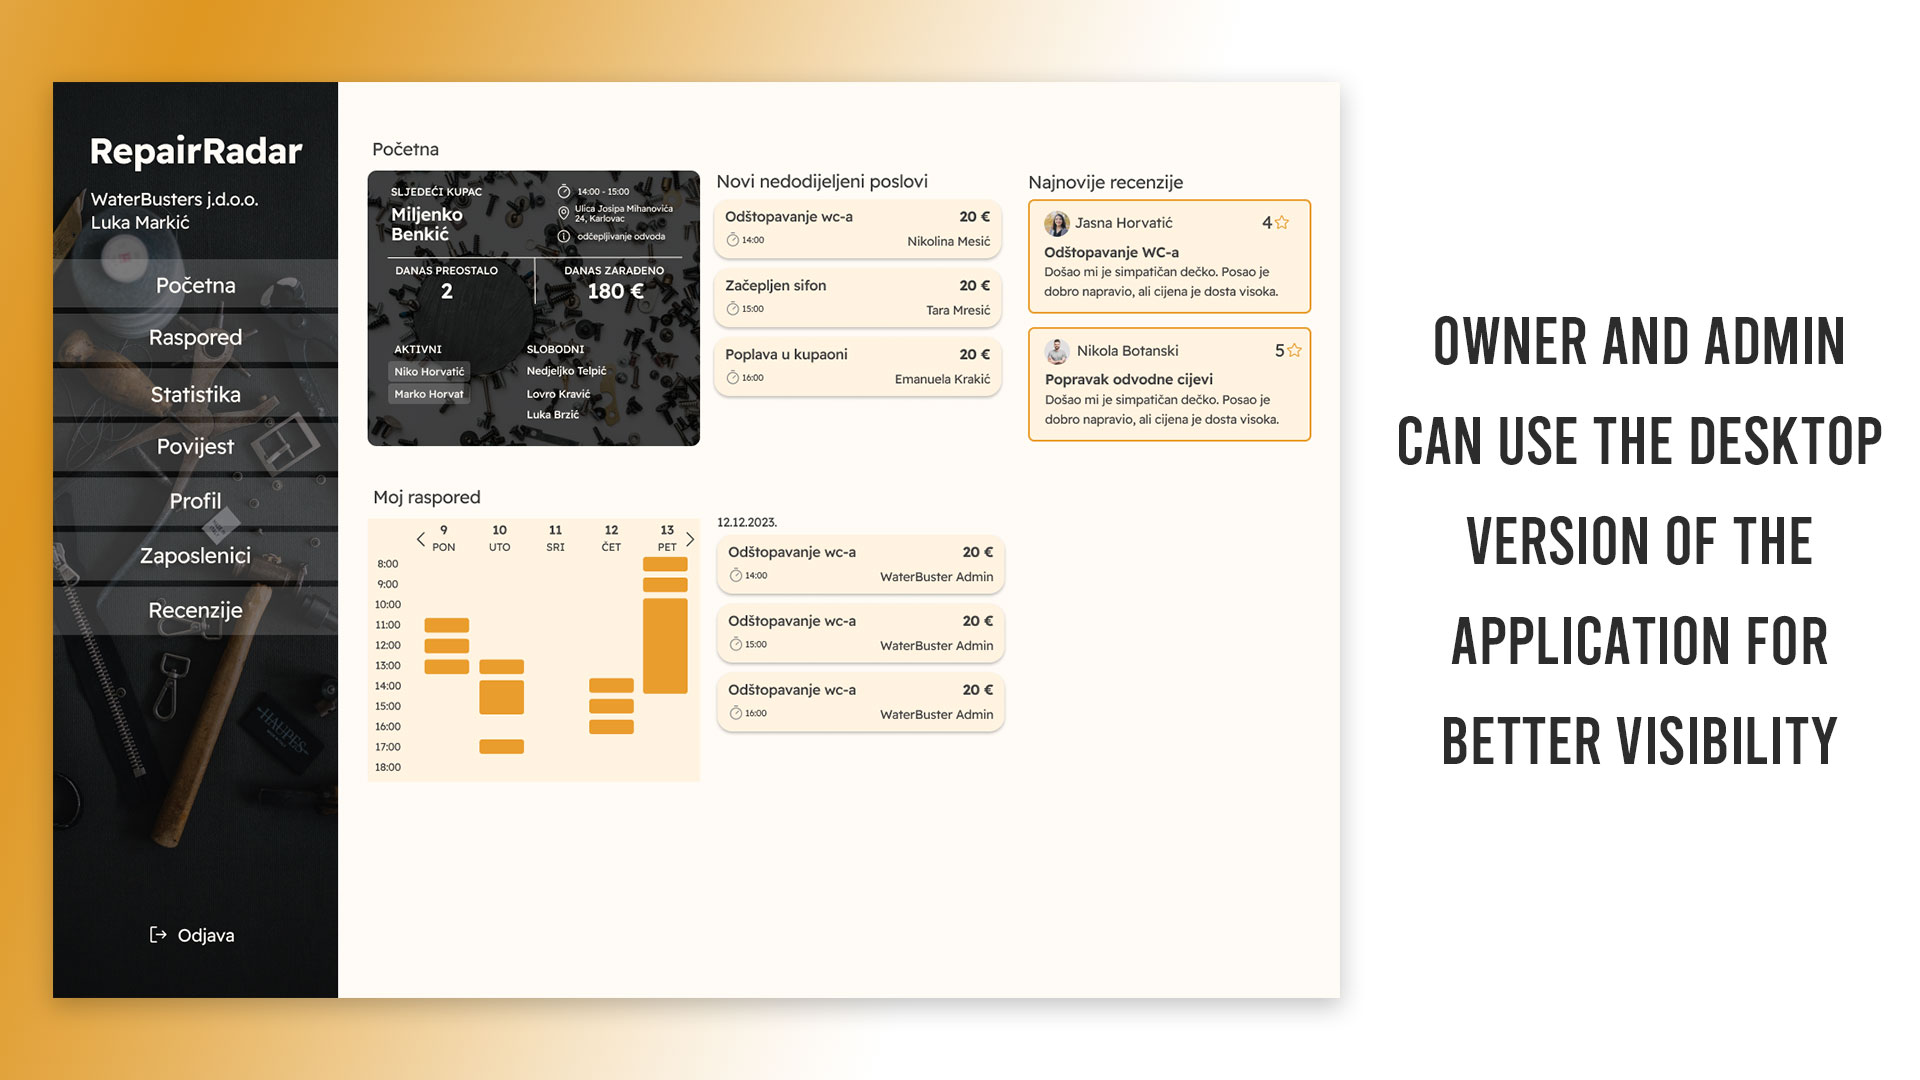 RepairRadar
WaterBusters j.d.o.o.
Luka Markić
Početna
Raspored
Statistika
Povijest
Profil
Zaposlenici
Recenzije
Odjava
Početna
SLJEDEĆI KUPAC
Miljenko
Benkić
14:00 - 15:00
Ulica Josipa Mihanovića
24, Karlovac
odčepljivanje odvoda
DANAS PREOSTALO
2
DANAS ZARAĐENO
180 €
AKTIVNI
Niko Horvatić
Marko Horvat
SLOBODNI
Nedjeljko Telpić
Lovro Kravić
Luka Brzić
Novi nedodijeljeni poslovi
Odštopavanje wc-a 20 €
14:00 Nikolina Mesić
Začepljen sifon 20 €
15:00 Tara Mresić
Poplava u kupaoni 20 €
16:00 Emanuela Krakić
Najnovije recenzije
Jasna Horvatić 4
Odštopavanje WC-a
Došao mi je simpatičan dečko. Posao je
dobro napravio, ali cijena je dosta visoka.
Nikola Botanski 5
Popravak odvodne cijevi
Došao mi je simpatičan dečko. Posao je
dobro napravio, ali cijena je dosta visoka.
Moj raspored
9 10 11 12 13
PON UTO SRI ČET PET
8:00
9:00
10:00
11:00
12:00
13:00
14:00
15:00
16:00
17:00
18:00
12.12.2023.
Odštopavanje wc-a 20 €
14:00 WaterBuster Admin
Odštopavanje wc-a 20 €
15:00 WaterBuster Admin
Odštopavanje wc-a 20 €
16:00 WaterBuster Admin
OWNER AND ADMIN
CAN USE THE DESKTOP
VERSION OF THE
APPLICATION FOR
BETTER VISIBILITY